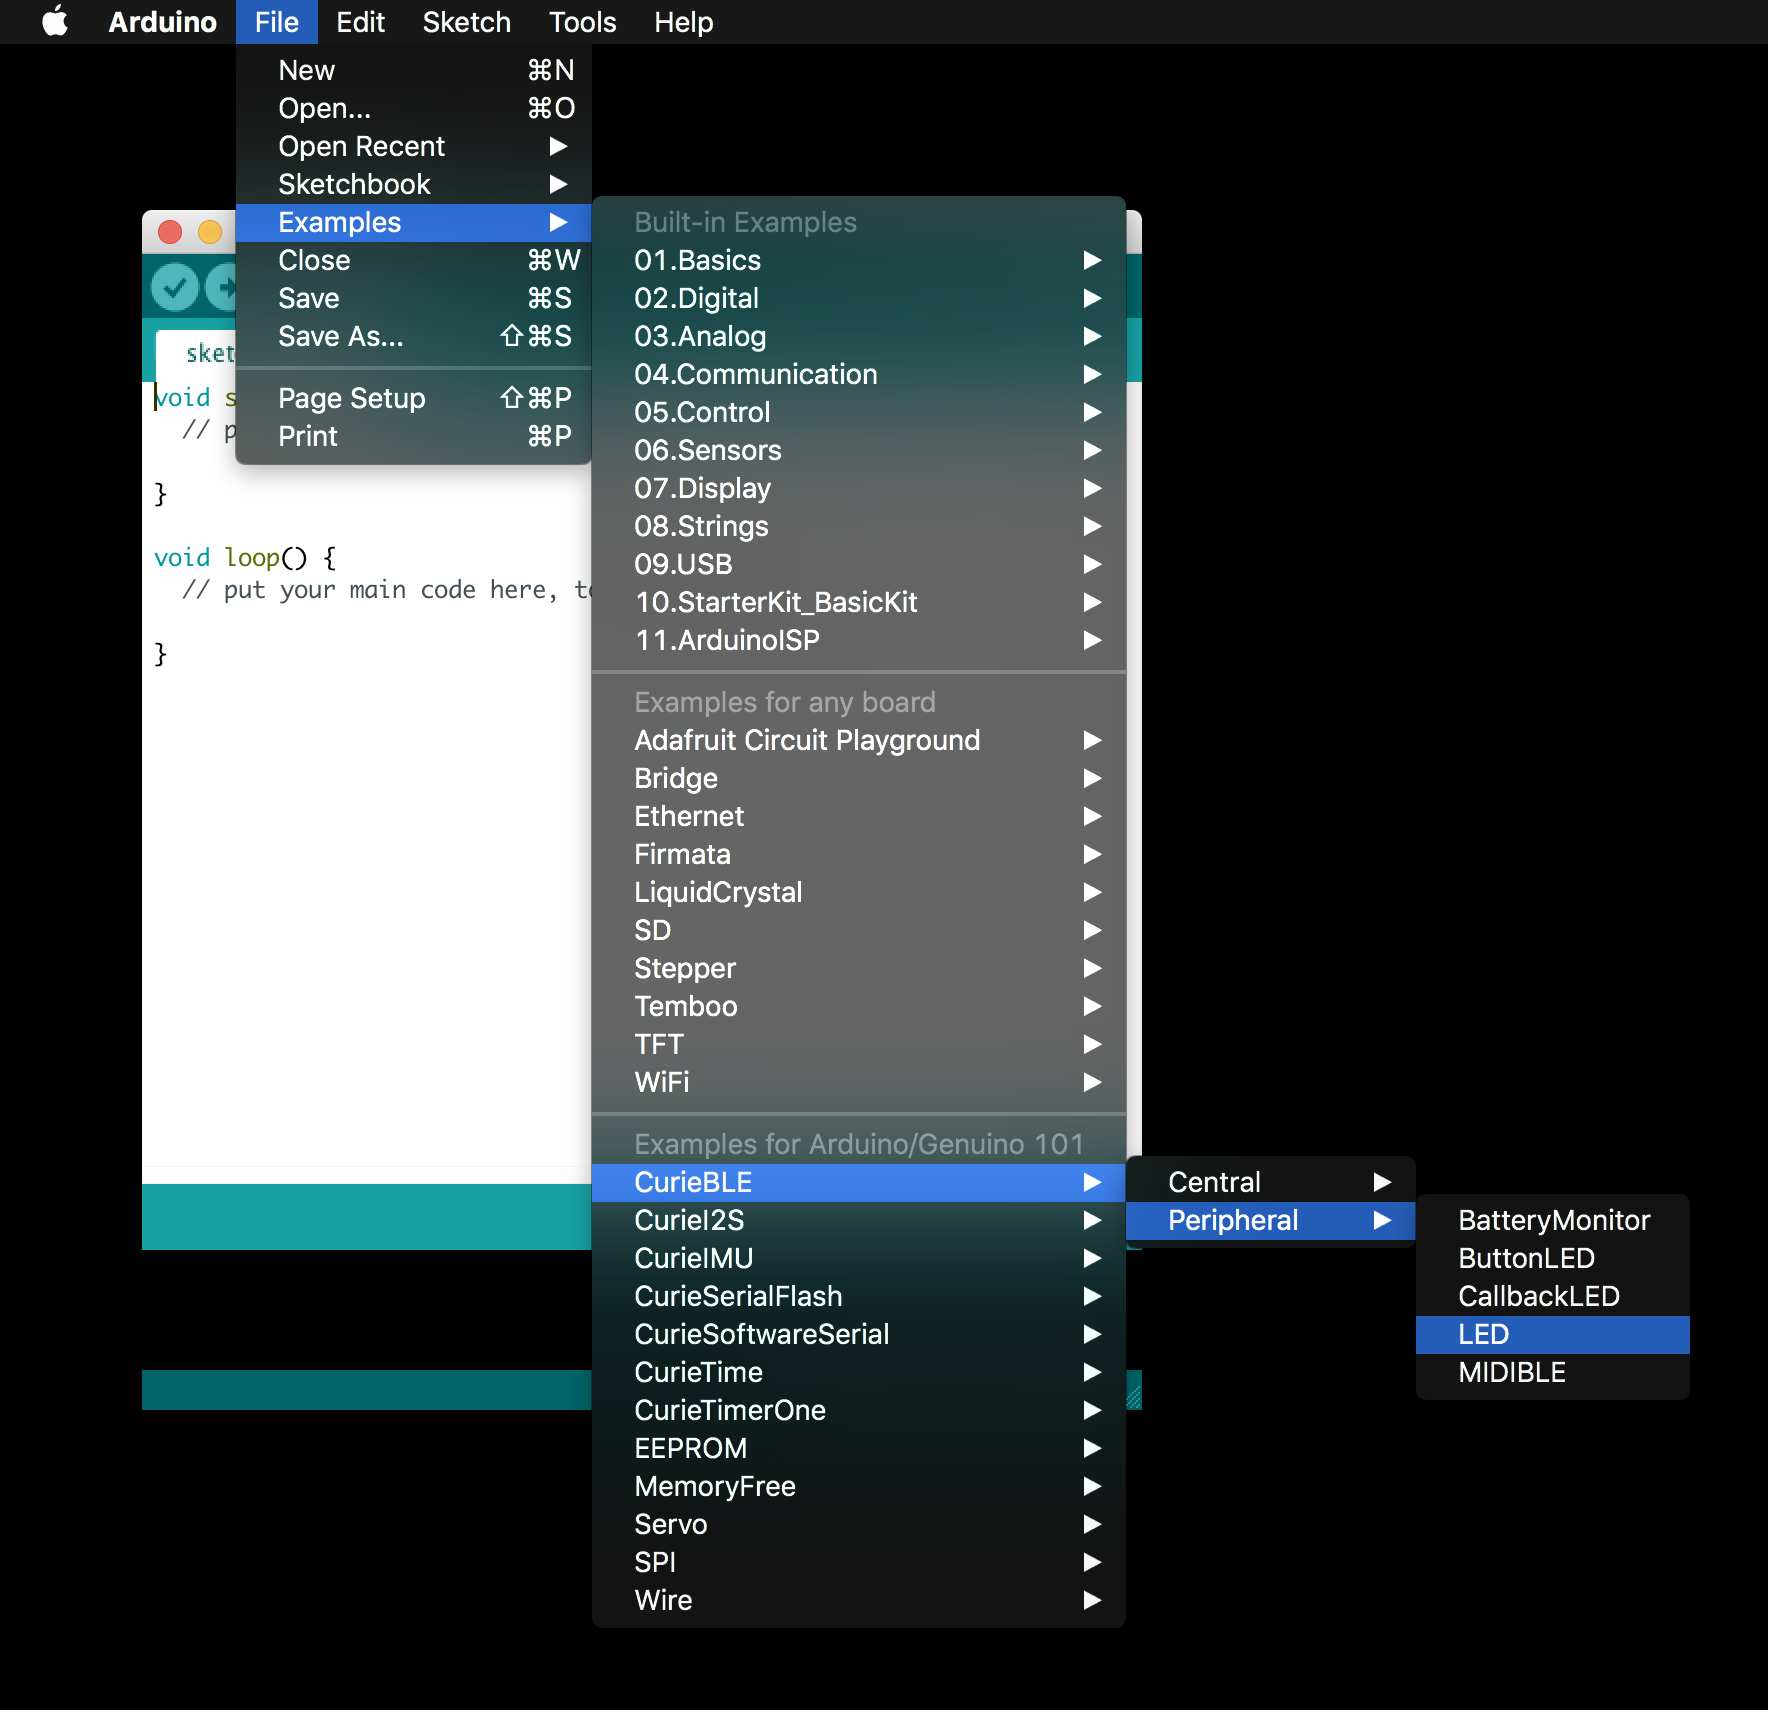 Arduino File Edit Sketch Tools Help
New ⌘N
Open... ⌘O
Open Recent ▶
Sketchbook ▶
Examples ▶
Close ⌘W
Save ⌘S
Save As... ⇧⌘S
Page Setup ⇧⌘P
Print ⌘P
void
//
}
void loop() {
// put your main code here,
}
Built-in Examples
01.Basics ▶
02.Digital ▶
03.Analog ▶
04.Communication ▶
05.Control ▶
06.Sensors ▶
07.Display ▶
08.Strings ▶
09.USB ▶
10.StarterKit_BasicKit ▶
11.ArduinoISP ▶
Examples for any board
Adafruit Circuit Playground ▶
Bridge ▶
Ethernet ▶
Firmata ▶
LiquidCrystal ▶
SD ▶
Stepper ▶
Temboo ▶
TFT ▶
WiFi ▶
Examples for Arduino/Genuino 101
CurieBLE ▶
CurieI2S ▶
CurieIMU ▶
CurieSerialFlash ▶
CurieSoftwareSerial ▶
CurieTime ▶
CurieTimerOne ▶
EEPROM ▶
MemoryFree ▶
Servo ▶
SPI ▶
Wire ▶
Central ▶
Peripheral ▶
BatteryMonitor
ButtonLED
CallbackLED
LED
MIDIBLE